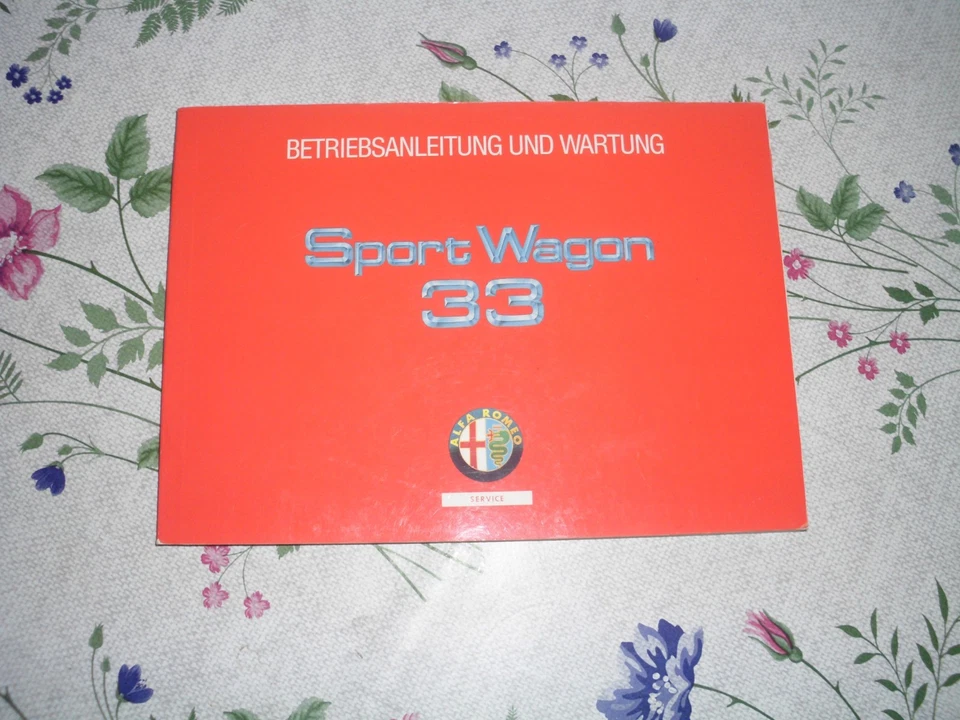 BETRIEBSANLEITUNG UND WARTUNG
Sport Wagon
33
ALFA ROMEO
SERVICE